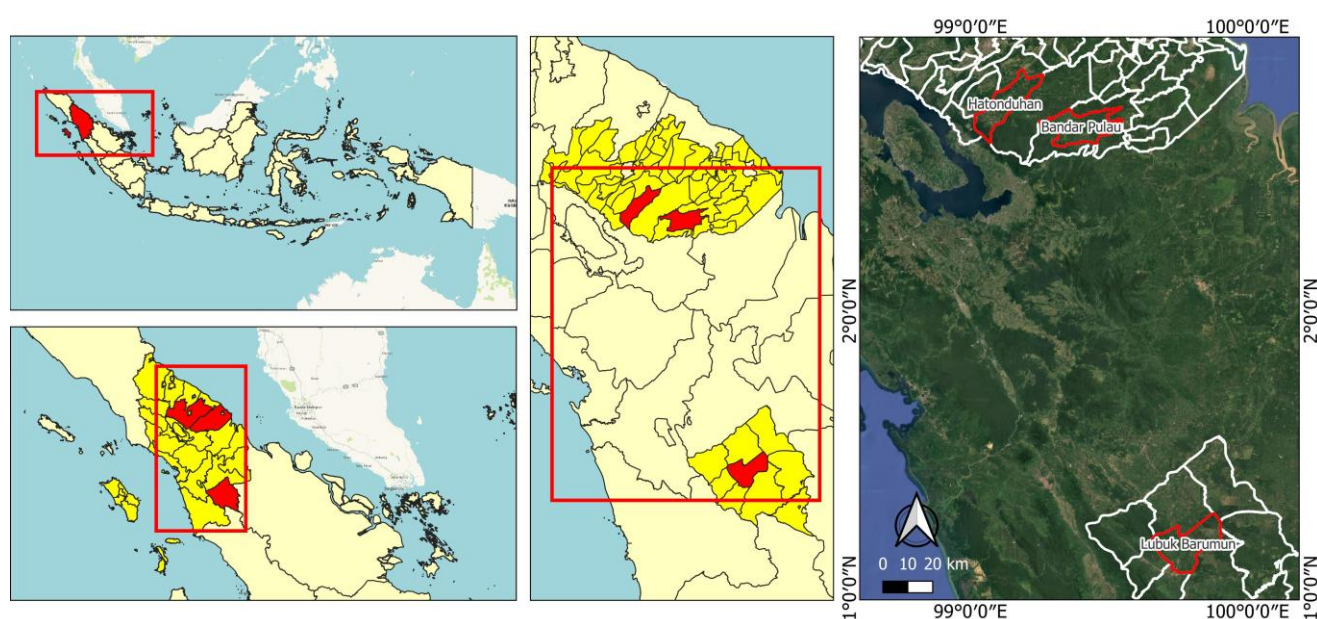 99°0′0″E
100°0′0″E
Hatonduhan
Bandar Pulau
2°0′0″N
2°0′0″N
Lubuk Barumun
0 10 20 km
1°0′0″N
1°0′0″N
99°0′0″E
100°0′0″E